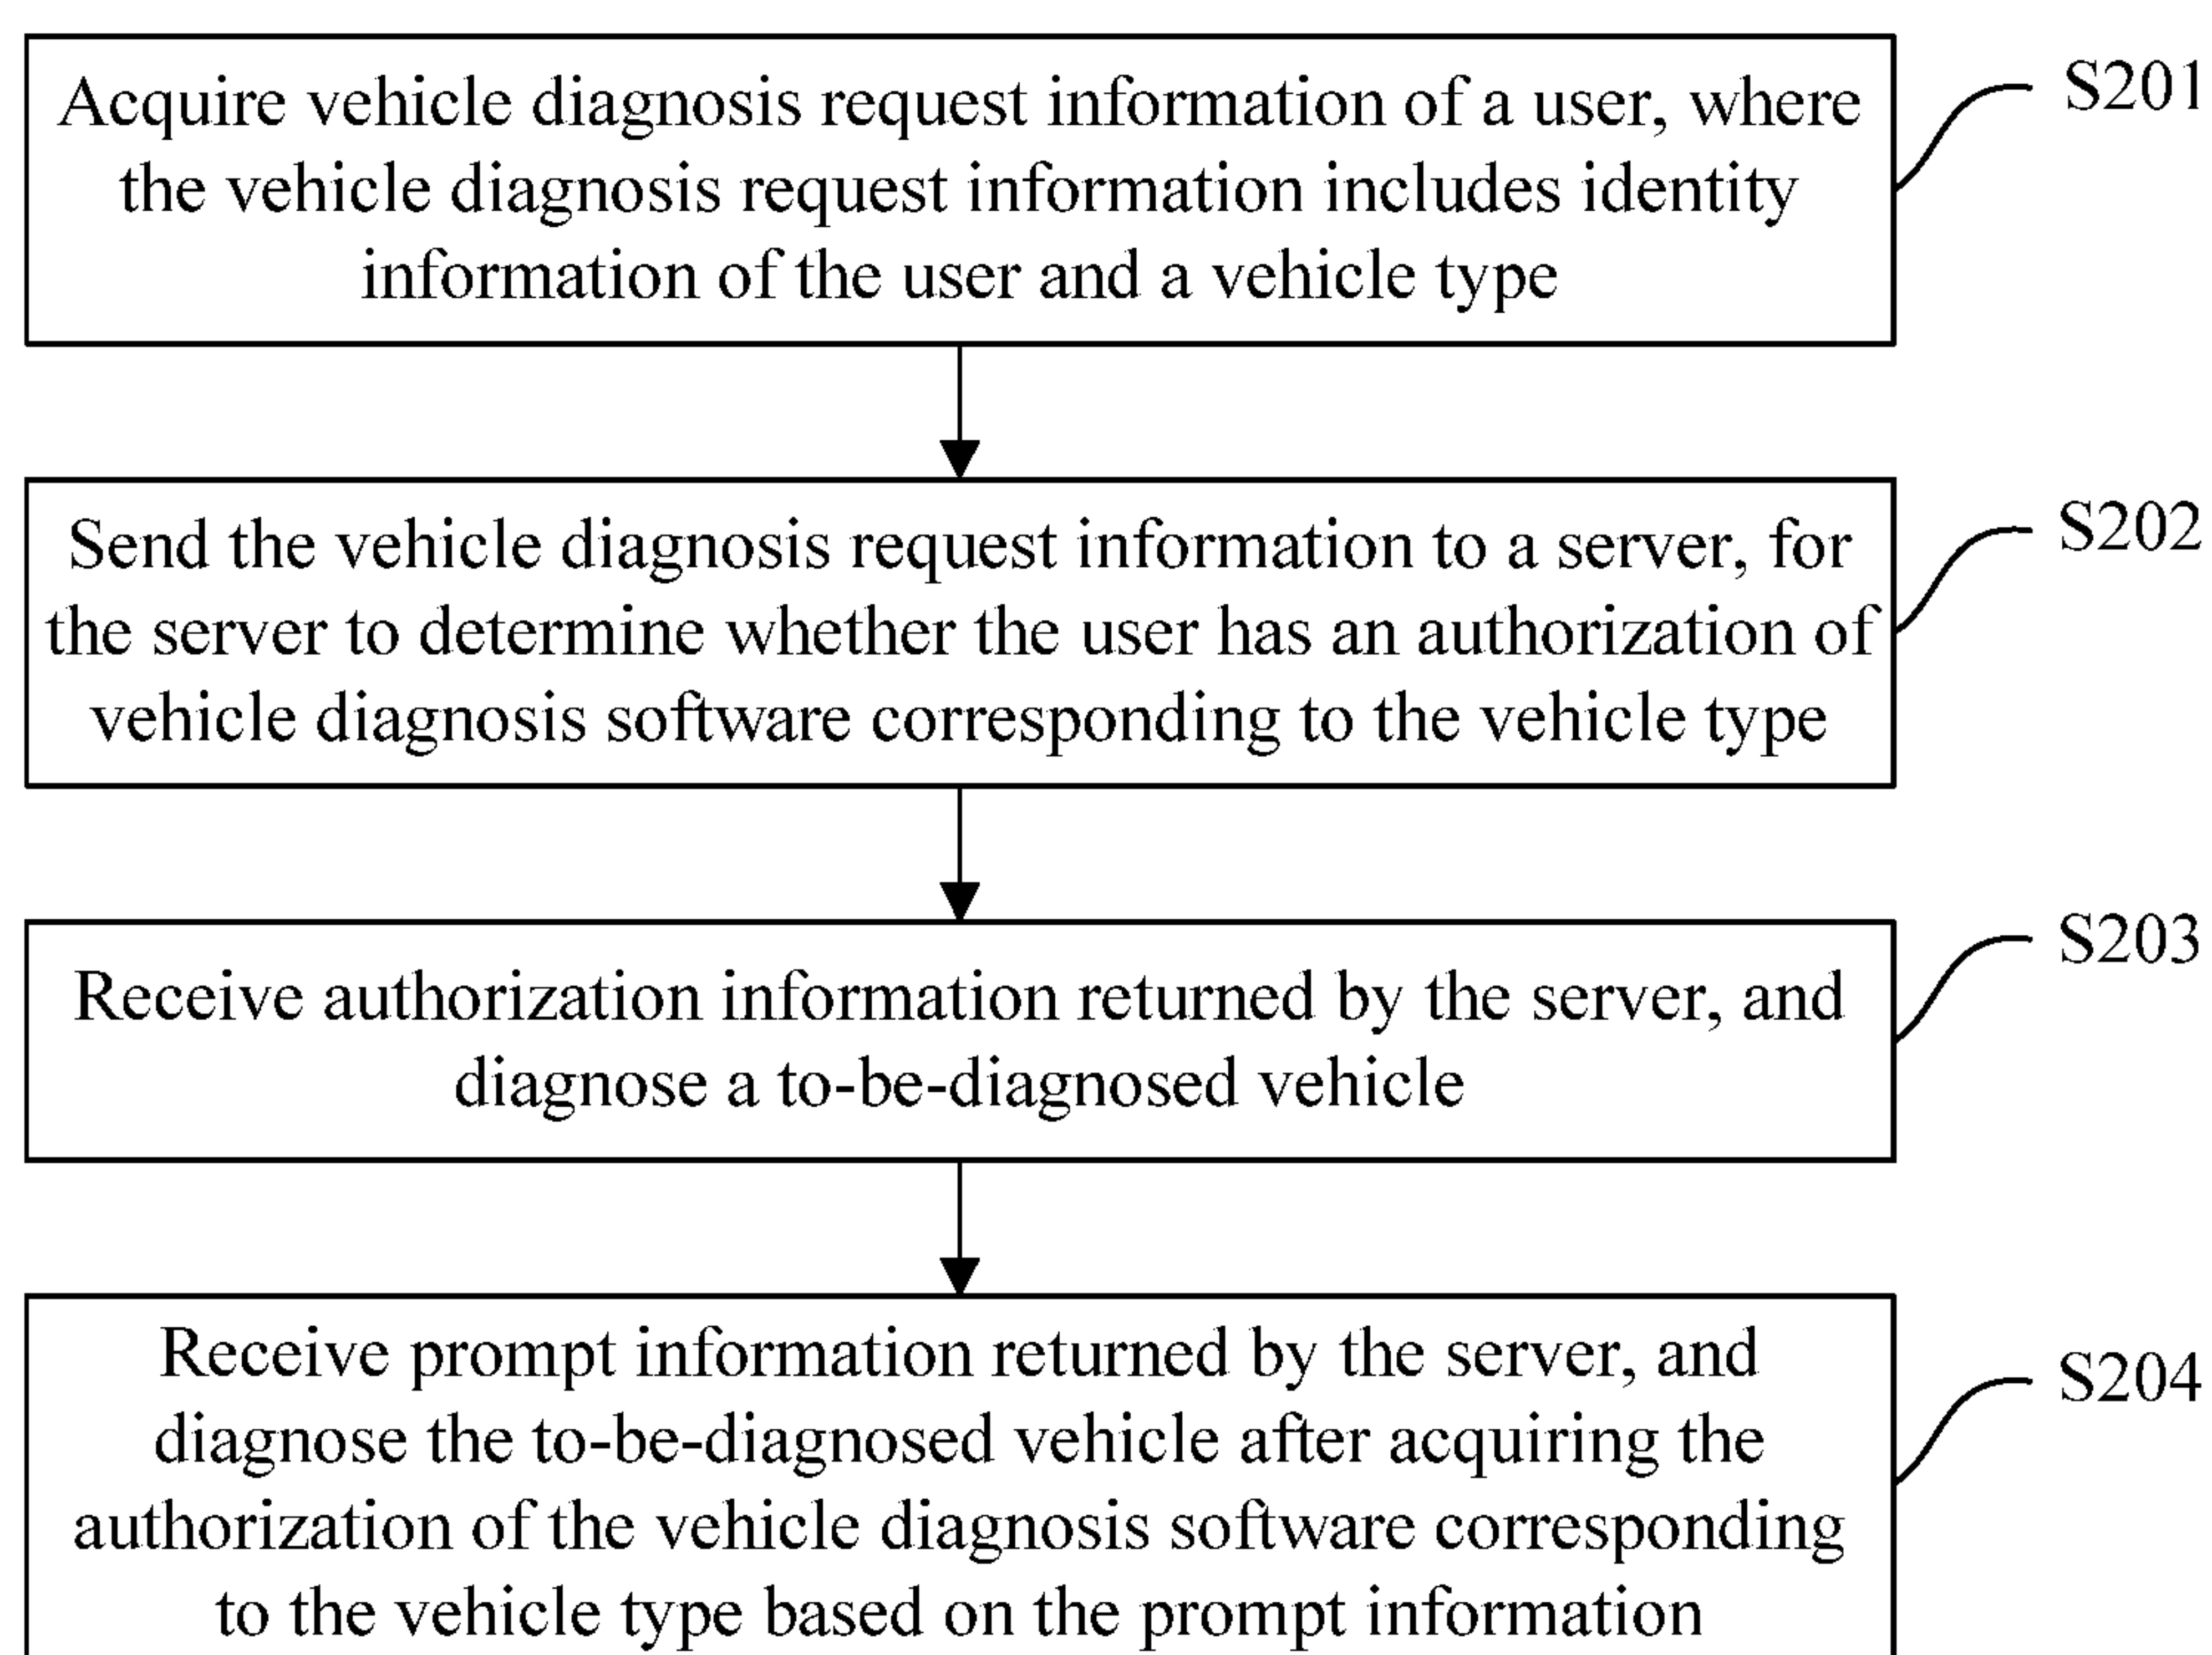 Acquire vehicle diagnosis request information of a user, where
the vehicle diagnosis request information includes identity
information of the user and a vehicle type
S201
Send the vehicle diagnosis request information to a server, for
the server to determine whether the user has an authorization of
vehicle diagnosis software corresponding to the vehicle type
S202
Receive authorization information returned by the server, and
diagnose a to-be-diagnosed vehicle
S203
Receive prompt information returned by the server, and
diagnose the to-be-diagnosed vehicle after acquiring the
authorization of the vehicle diagnosis software corresponding
to the vehicle type based on the prompt information
S204